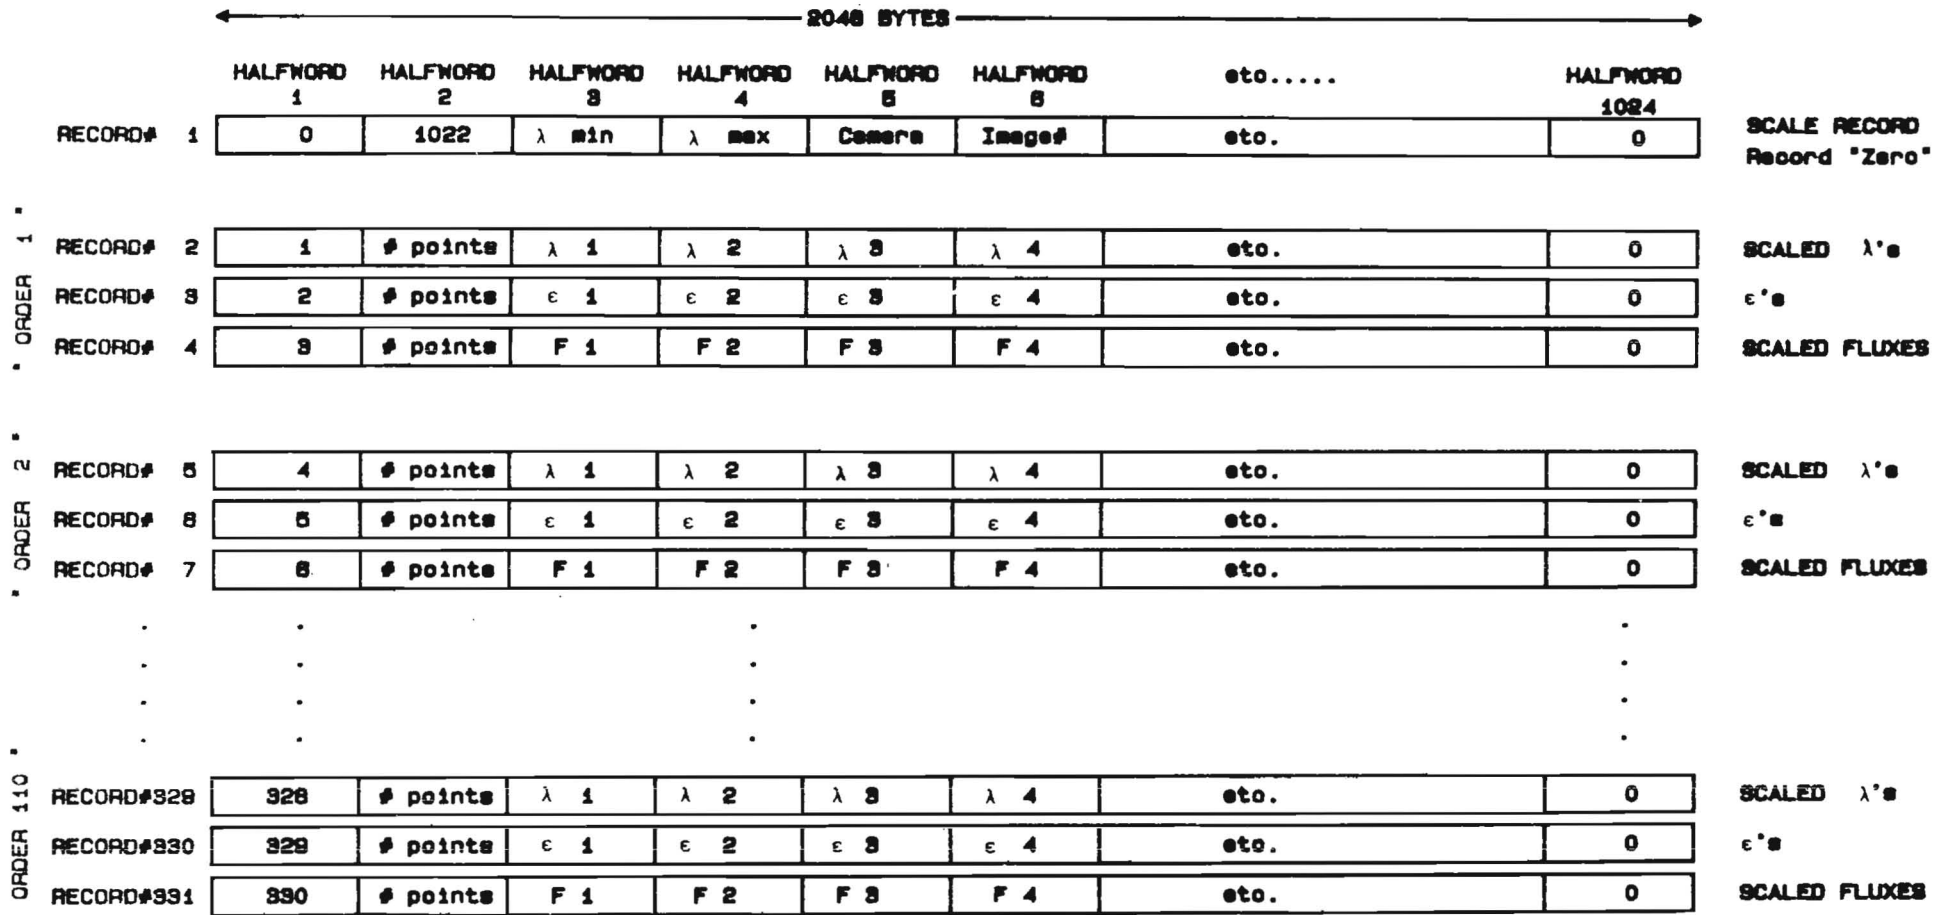 2048 BYTES
HALFWORD 1 HALFWORD 2 HALFWORD 3 HALFWORD 4 HALFWORD 5 HALFWORD 6 etc..... HALFWORD 1024
RECORD# 1 0 1022 λ min λ max Camera Image# etc. 0 SCALE RECORD
Record "Zero"
" ORDER 1 "
RECORD# 2 1 # points λ 1 λ 2 λ 3 λ 4 etc. 0 SCALED λ's
RECORD# 3 2 # points ε 1 ε 2 ε 3 ε 4 etc. 0 ε's
RECORD# 4 3 # points F 1 F 2 F 3 F 4 etc. 0 SCALED FLUXES
" ORDER 2 "
RECORD# 5 4 # points λ 1 λ 2 λ 3 λ 4 etc. 0 SCALED λ's
RECORD# 6 5 # points ε 1 ε 2 ε 3 ε 4 etc. 0 ε's
RECORD# 7 6 # points F 1 F 2 F 3 F 4 etc. 0 SCALED FLUXES
ORDER 110 "
RECORD#329 328 # points λ 1 λ 2 λ 3 λ 4 etc. 0 SCALED λ's
RECORD#330 329 # points ε 1 ε 2 ε 3 ε 4 etc. 0 ε's
RECORD#331 330 # points F 1 F 2 F 3 F 4 etc. 0 SCALED FLUXES